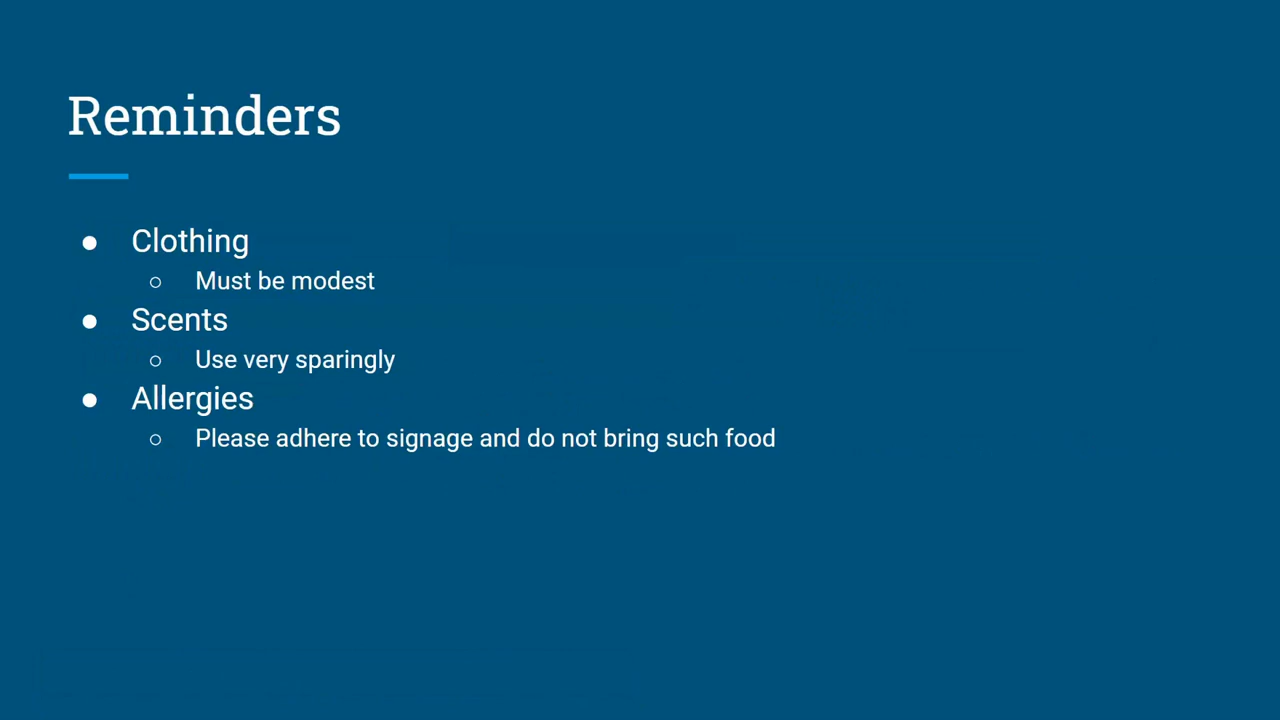 Reminders
● Clothing
○ Must be modest
● Scents
○ Use very sparingly
● Allergies
○ Please adhere to signage and do not bring such food